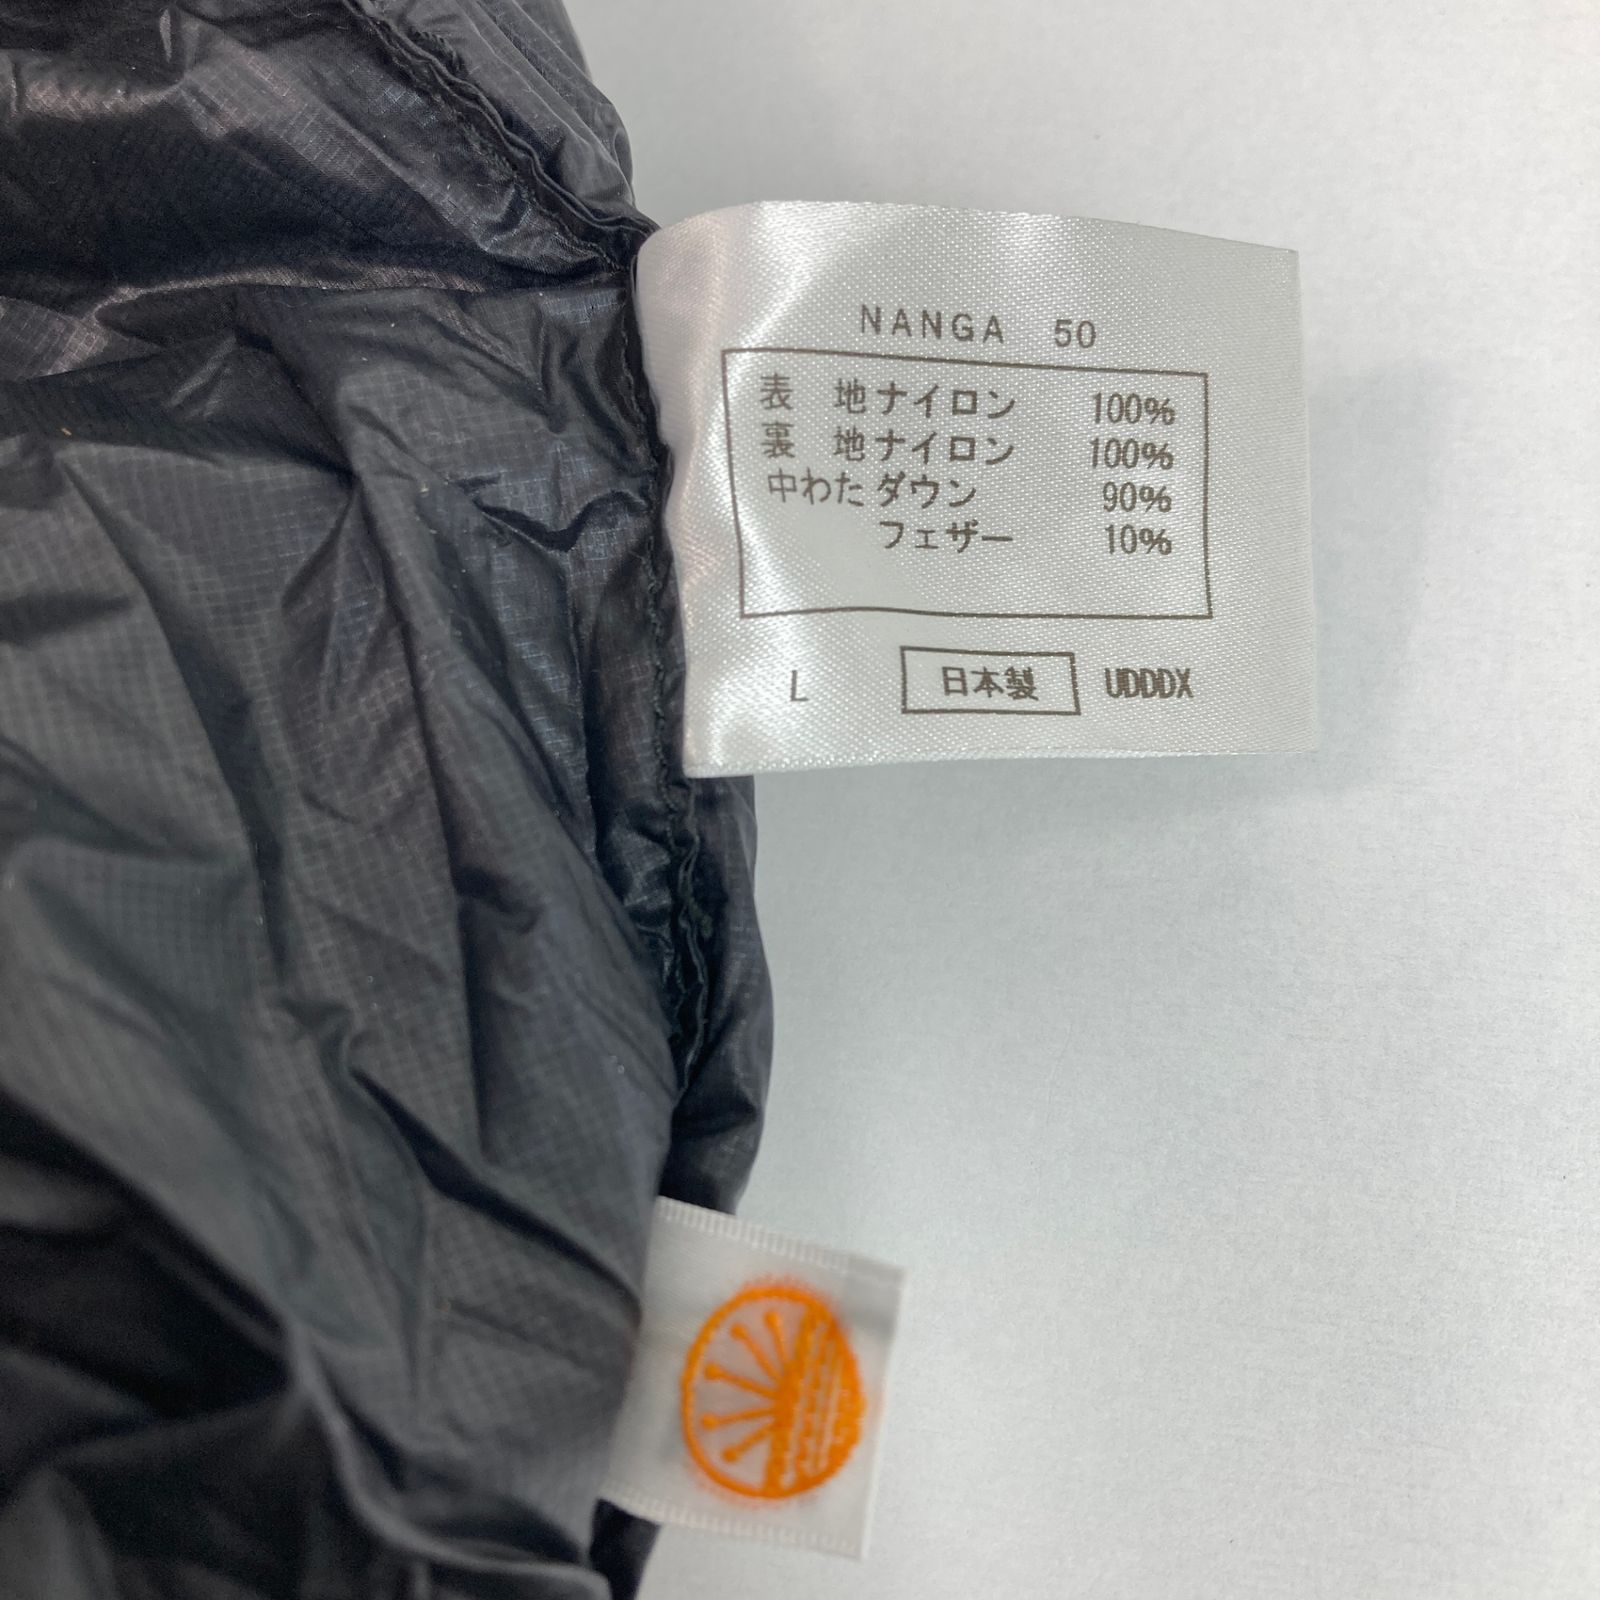 NANGA 50
表 地 ナイロン 100%
裏 地 ナイロン 100%
中わた ダウン 90%
フェザー 10%
L 日本製 UDDDX